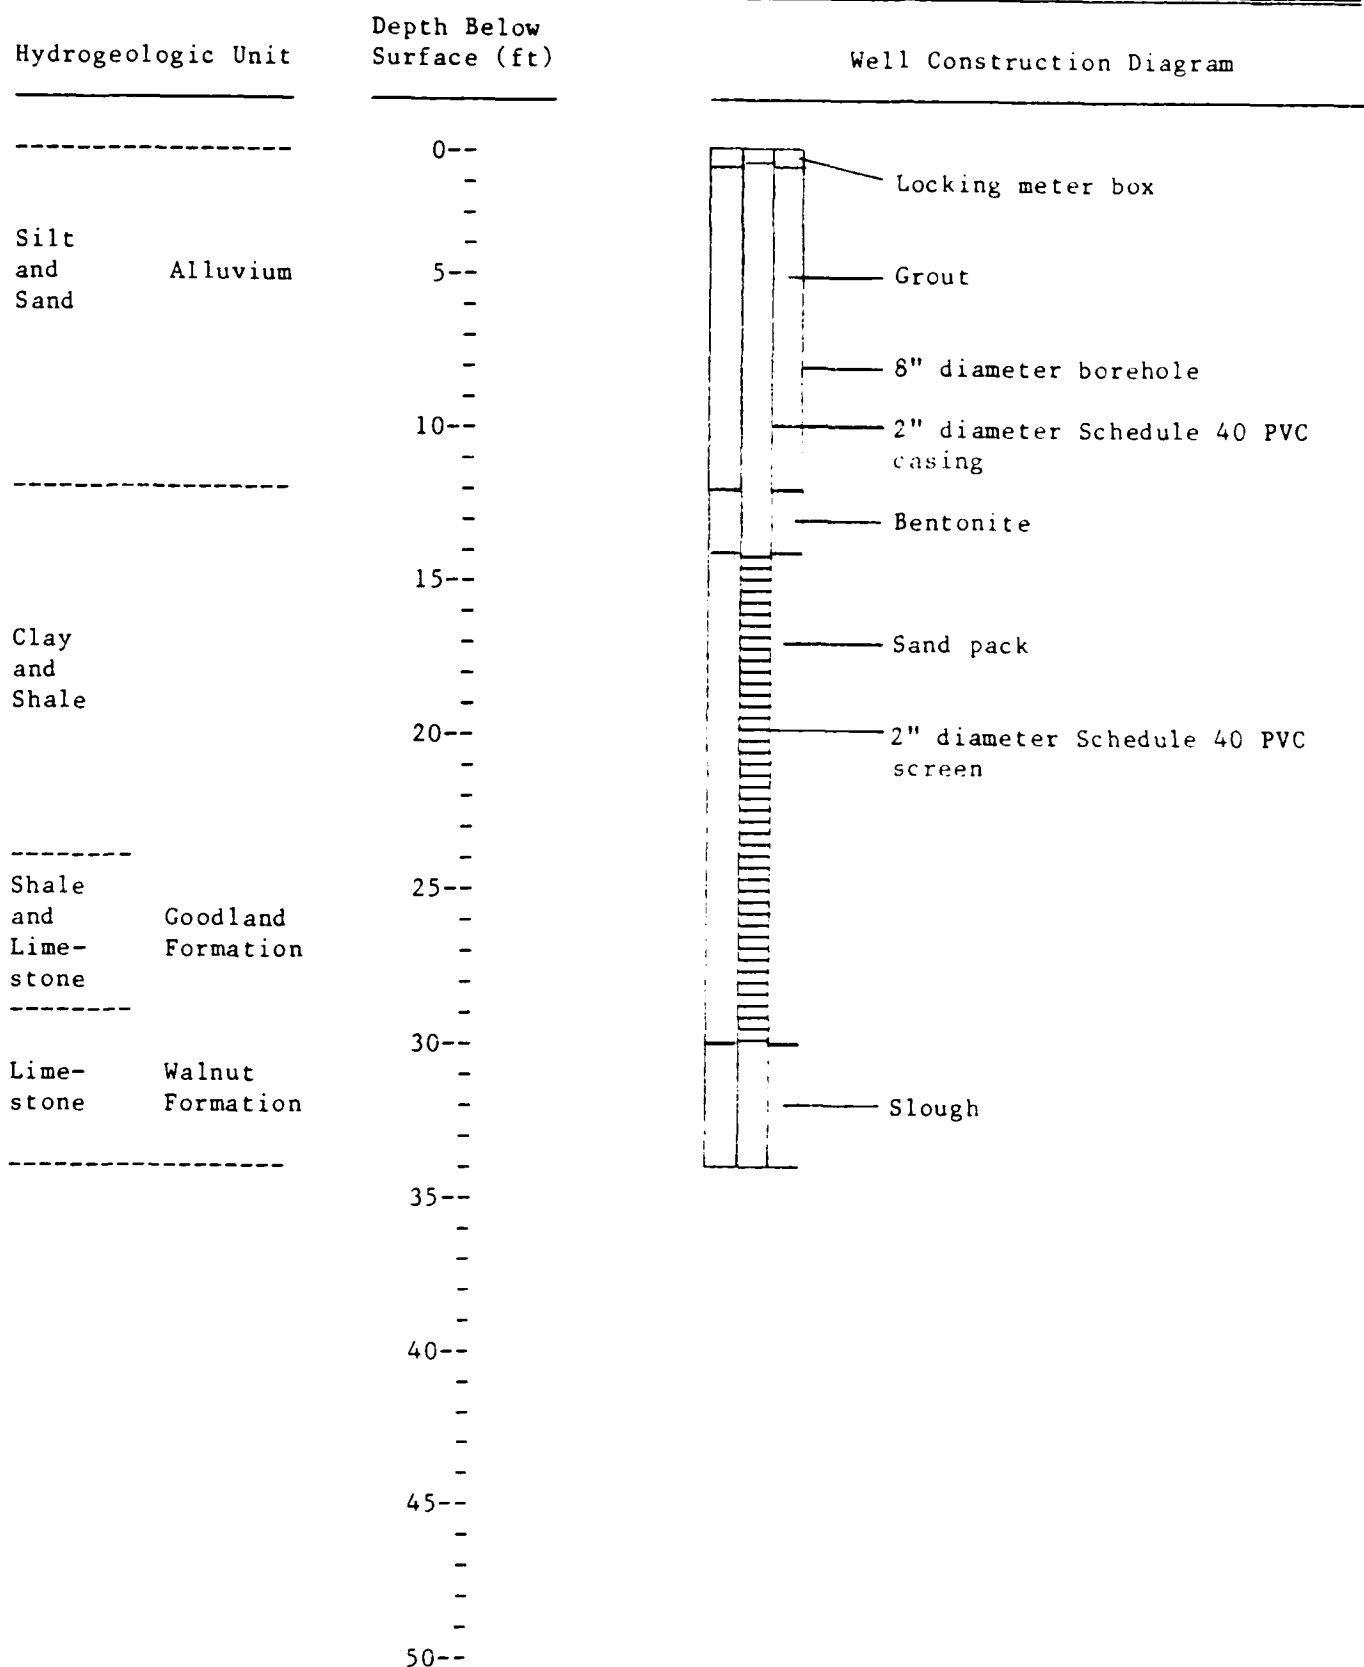 Hydrogeologic Unit
Depth Below
Surface (ft)
Well Construction Diagram
0--
Locking meter box
Silt
and Alluvium
Sand
5--
Grout
8" diameter borehole
10--
2" diameter Schedule 40 PVC
casing
Bentonite
15--
Clay
and
Shale
Sand pack
20--
2" diameter Schedule 40 PVC
screen
Shale
and Goodland
Lime- Formation
stone
25--
30--
Lime- Walnut
stone Formation
Slough
35--
40--
45--
50--